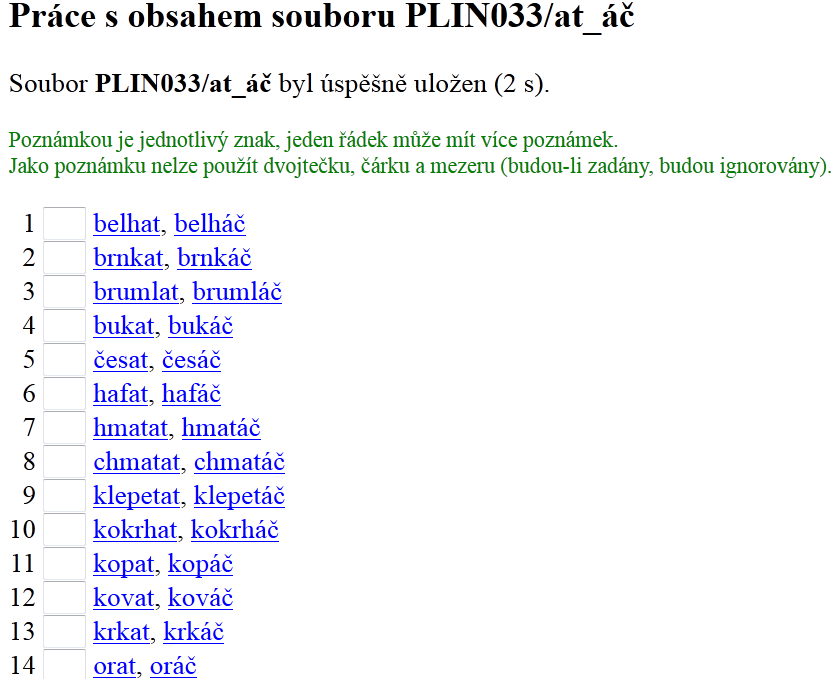 Práce s obsahem souboru PLIN033/at_áč
Soubor PLIN033/at_áč byl úspěšně uložen (2 s).
Poznámkou je jednotlivý znak, jeden řádek může mít více poznámek.
Jako poznámku nelze použít dvojtečku, čárku a mezeru (budou-li zadány, budou ignorovány).
1 belhat, belháč
2 brnkat, brnkáč
3 brumlat, brumláč
4 bukat, bukáč
5 česat, česáč
6 hafat, hafáč
7 hmatat, hmatáč
8 chmatat, chmatáč
9 klepetat, klepetáč
10 kokrhat, kokrháč
11 kopat, kopáč
12 kovat, kováč
13 krkat, krkáč
14 orat, oráč